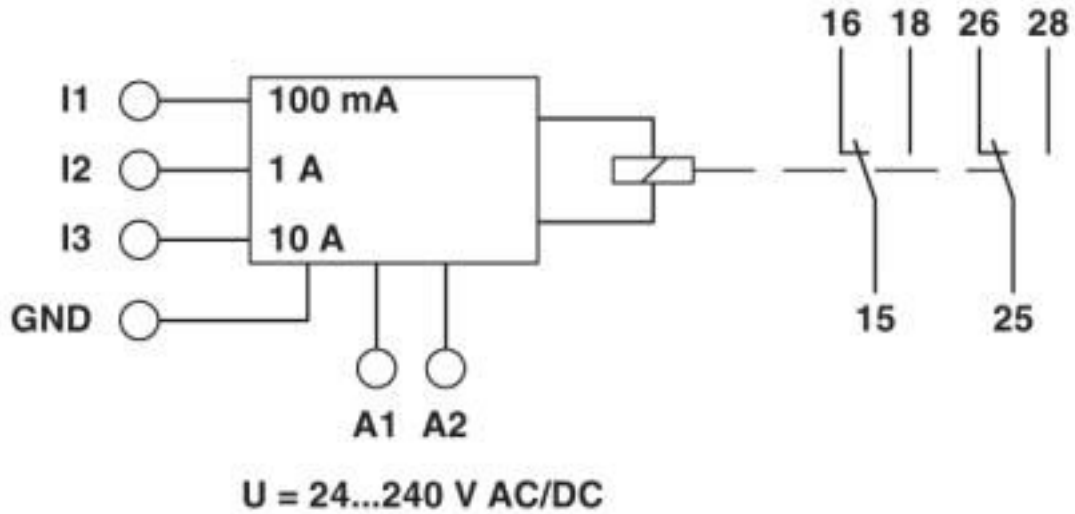 16 18 26 28
I1 100 mA
I2 1 A
I3 10 A
GND
15 25
A1 A2
U = 24...240 V AC/DC